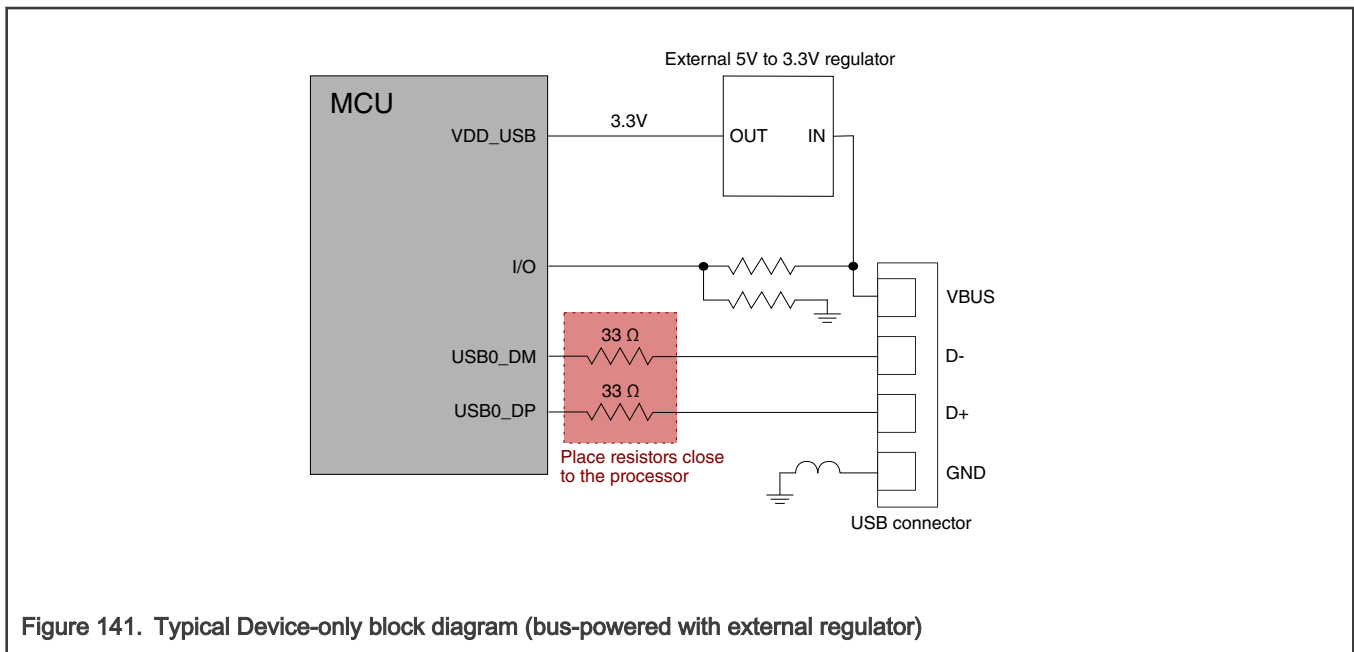 External 5V to 3.3V regulator
MCU
VDD_USB
3.3V
OUT IN
I/O
VBUS
33 Ω
USB0_DM
D-
33 Ω
USB0_DP
D+
Place resistors close
to the processor
GND
USB connector
Figure 141. Typical Device-only block diagram (bus-powered with external regulator)